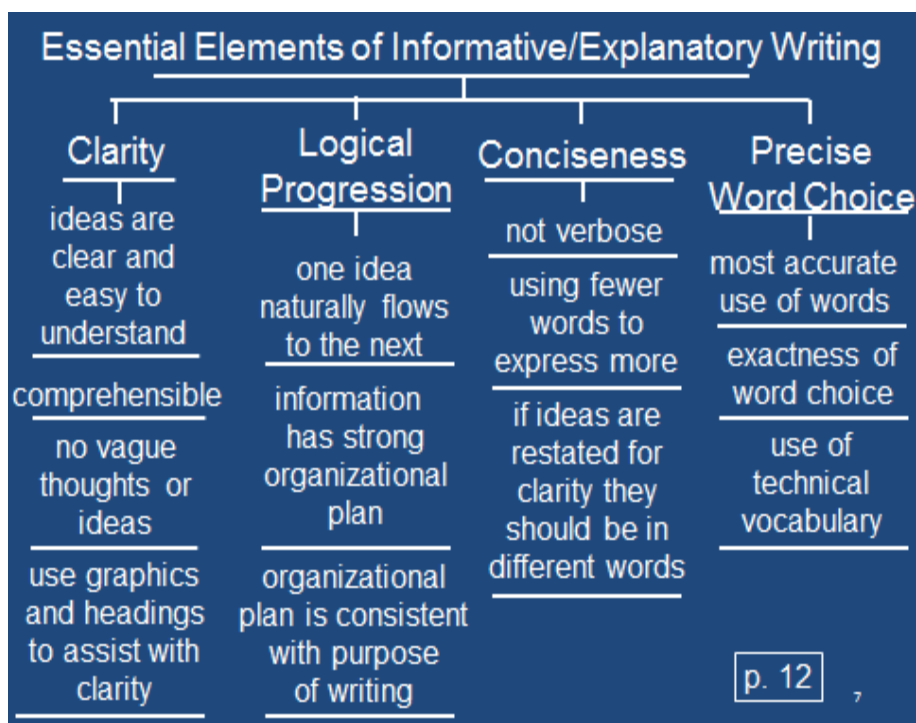 Essential Elements of Informative/Explanatory Writing
Clarity
ideas are
clear and
easy to
understand
comprehensible
no vague
thoughts or
ideas
use graphics
and headings
to assist with
clarity
Logical
Progression
one idea
naturally flows
to the next
information
has strong
organizational
plan
organizational
plan is consistent
with purpose
of writing
Conciseness
not verbose
using fewer
words to
express more
if ideas are
restated for
clarity they
should be in
different words
Precise
Word Choice
most accurate
use of words
exactness of
word choice
use of
technical
vocabulary
p. 12
7